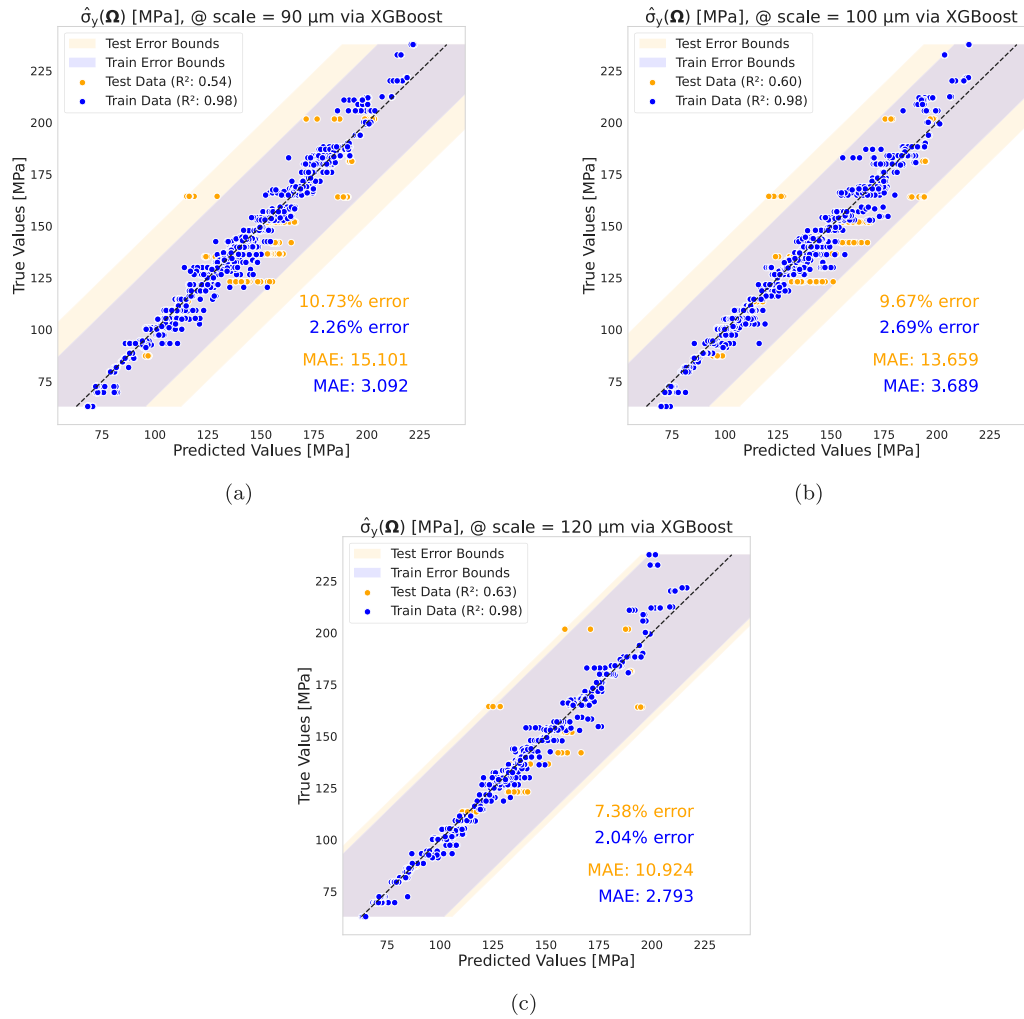 σ̂y(Ω) [MPa], @ scale = 90 μm via XGBoost
Test Error Bounds
Train Error Bounds
Test Data (R²: 0.54)
Train Data (R²: 0.98)
True Values [MPa]
225
200
175
150
125
100
75
10.73% error
2.26% error
MAE: 15.101
MAE: 3.092
75 100 125 150 175 200 225
Predicted Values [MPa]
(a)
σ̂y(Ω) [MPa], @ scale = 100 μm via XGBoost
Test Error Bounds
Train Error Bounds
Test Data (R²: 0.60)
Train Data (R²: 0.98)
True Values [MPa]
225
200
175
150
125
100
75
9.67% error
2.69% error
MAE: 13.659
MAE: 3.689
75 100 125 150 175 200 225
Predicted Values [MPa]
(b)
σ̂y(Ω) [MPa], @ scale = 120 μm via XGBoost
Test Error Bounds
Train Error Bounds
Test Data (R²: 0.63)
Train Data (R²: 0.98)
True Values [MPa]
225
200
175
150
125
100
75
7.38% error
2.04% error
MAE: 10.924
MAE: 2.793
75 100 125 150 175 200 225
Predicted Values [MPa]
(c)